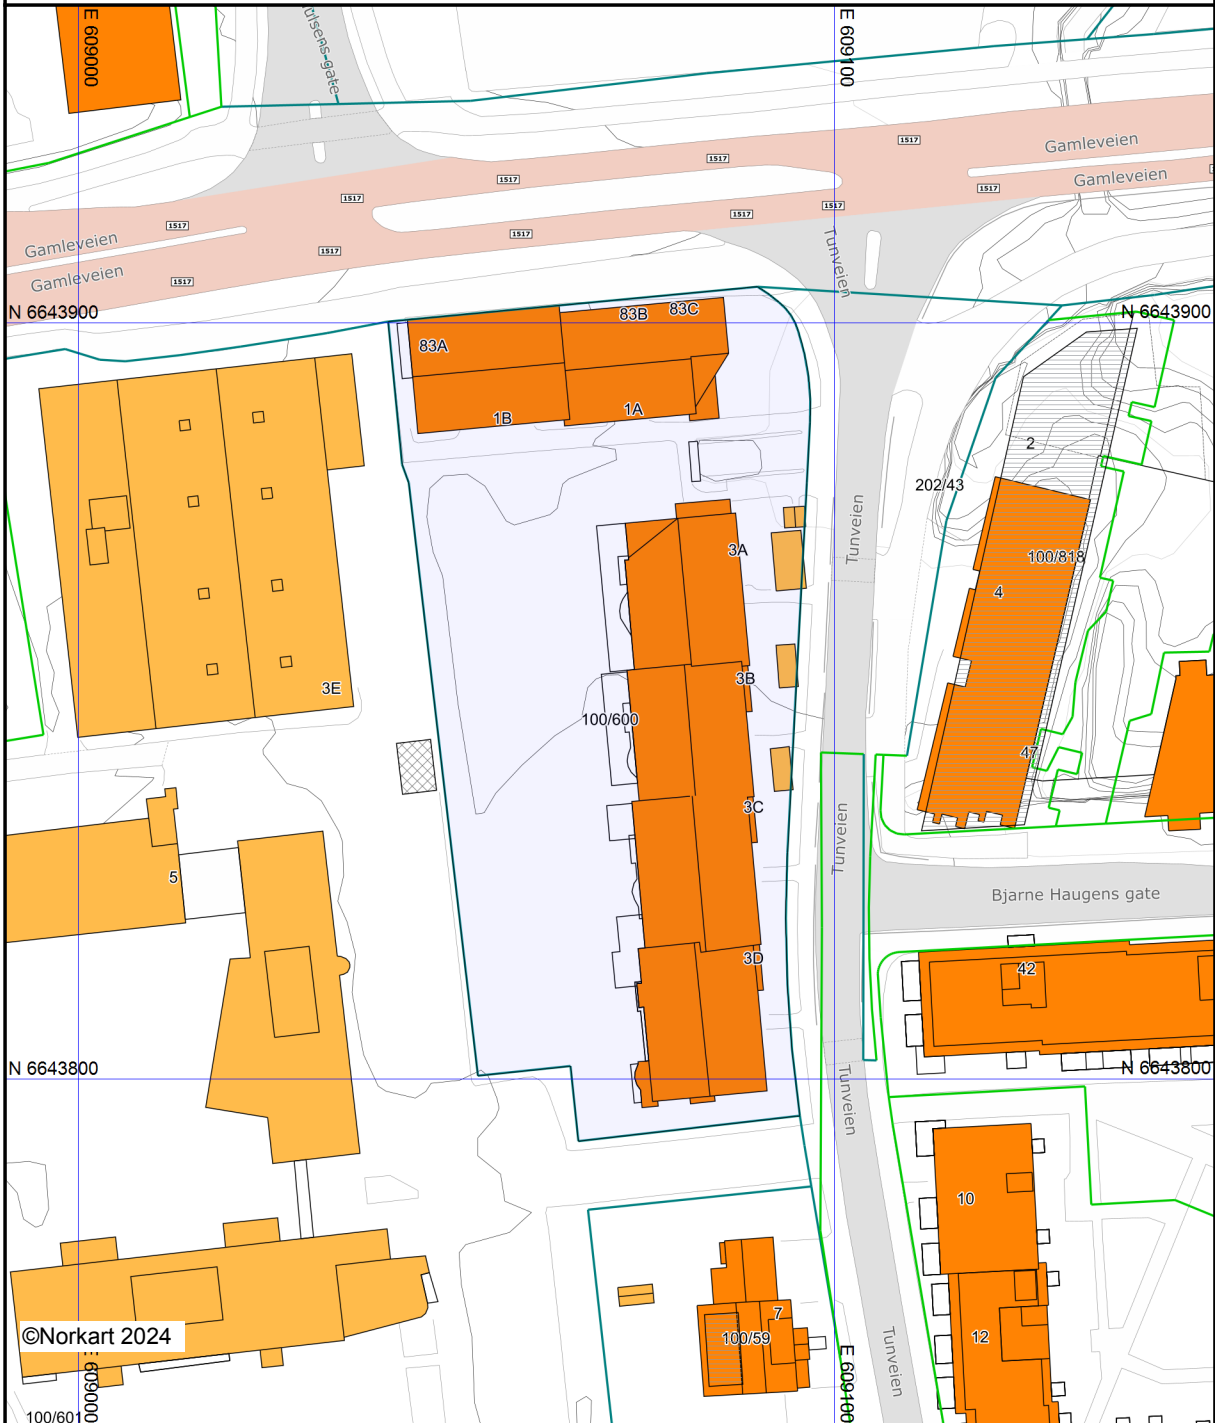 E 609000
ulsens gate
E 609100
1517
Gamleveien
1517
Gamleveien
1517
1517
1517
1517
1517
1517
Gamleveien
1517
1517
1517
Gamleveien
1517
Tunveien
N 6643900
N 6643900
83A
83B
83C
1B
1A
2
202/43
Tunveien
3A
100/818
4
3E
3B
100/600
47
3C
Tunveien
5
Bjarne Haugens gate
3D
42
N 6643800
N 6643800
Tunveien
10
7
100/59
12
©Norkart 2024
Tunveien
E 609000
E 609100
100/601